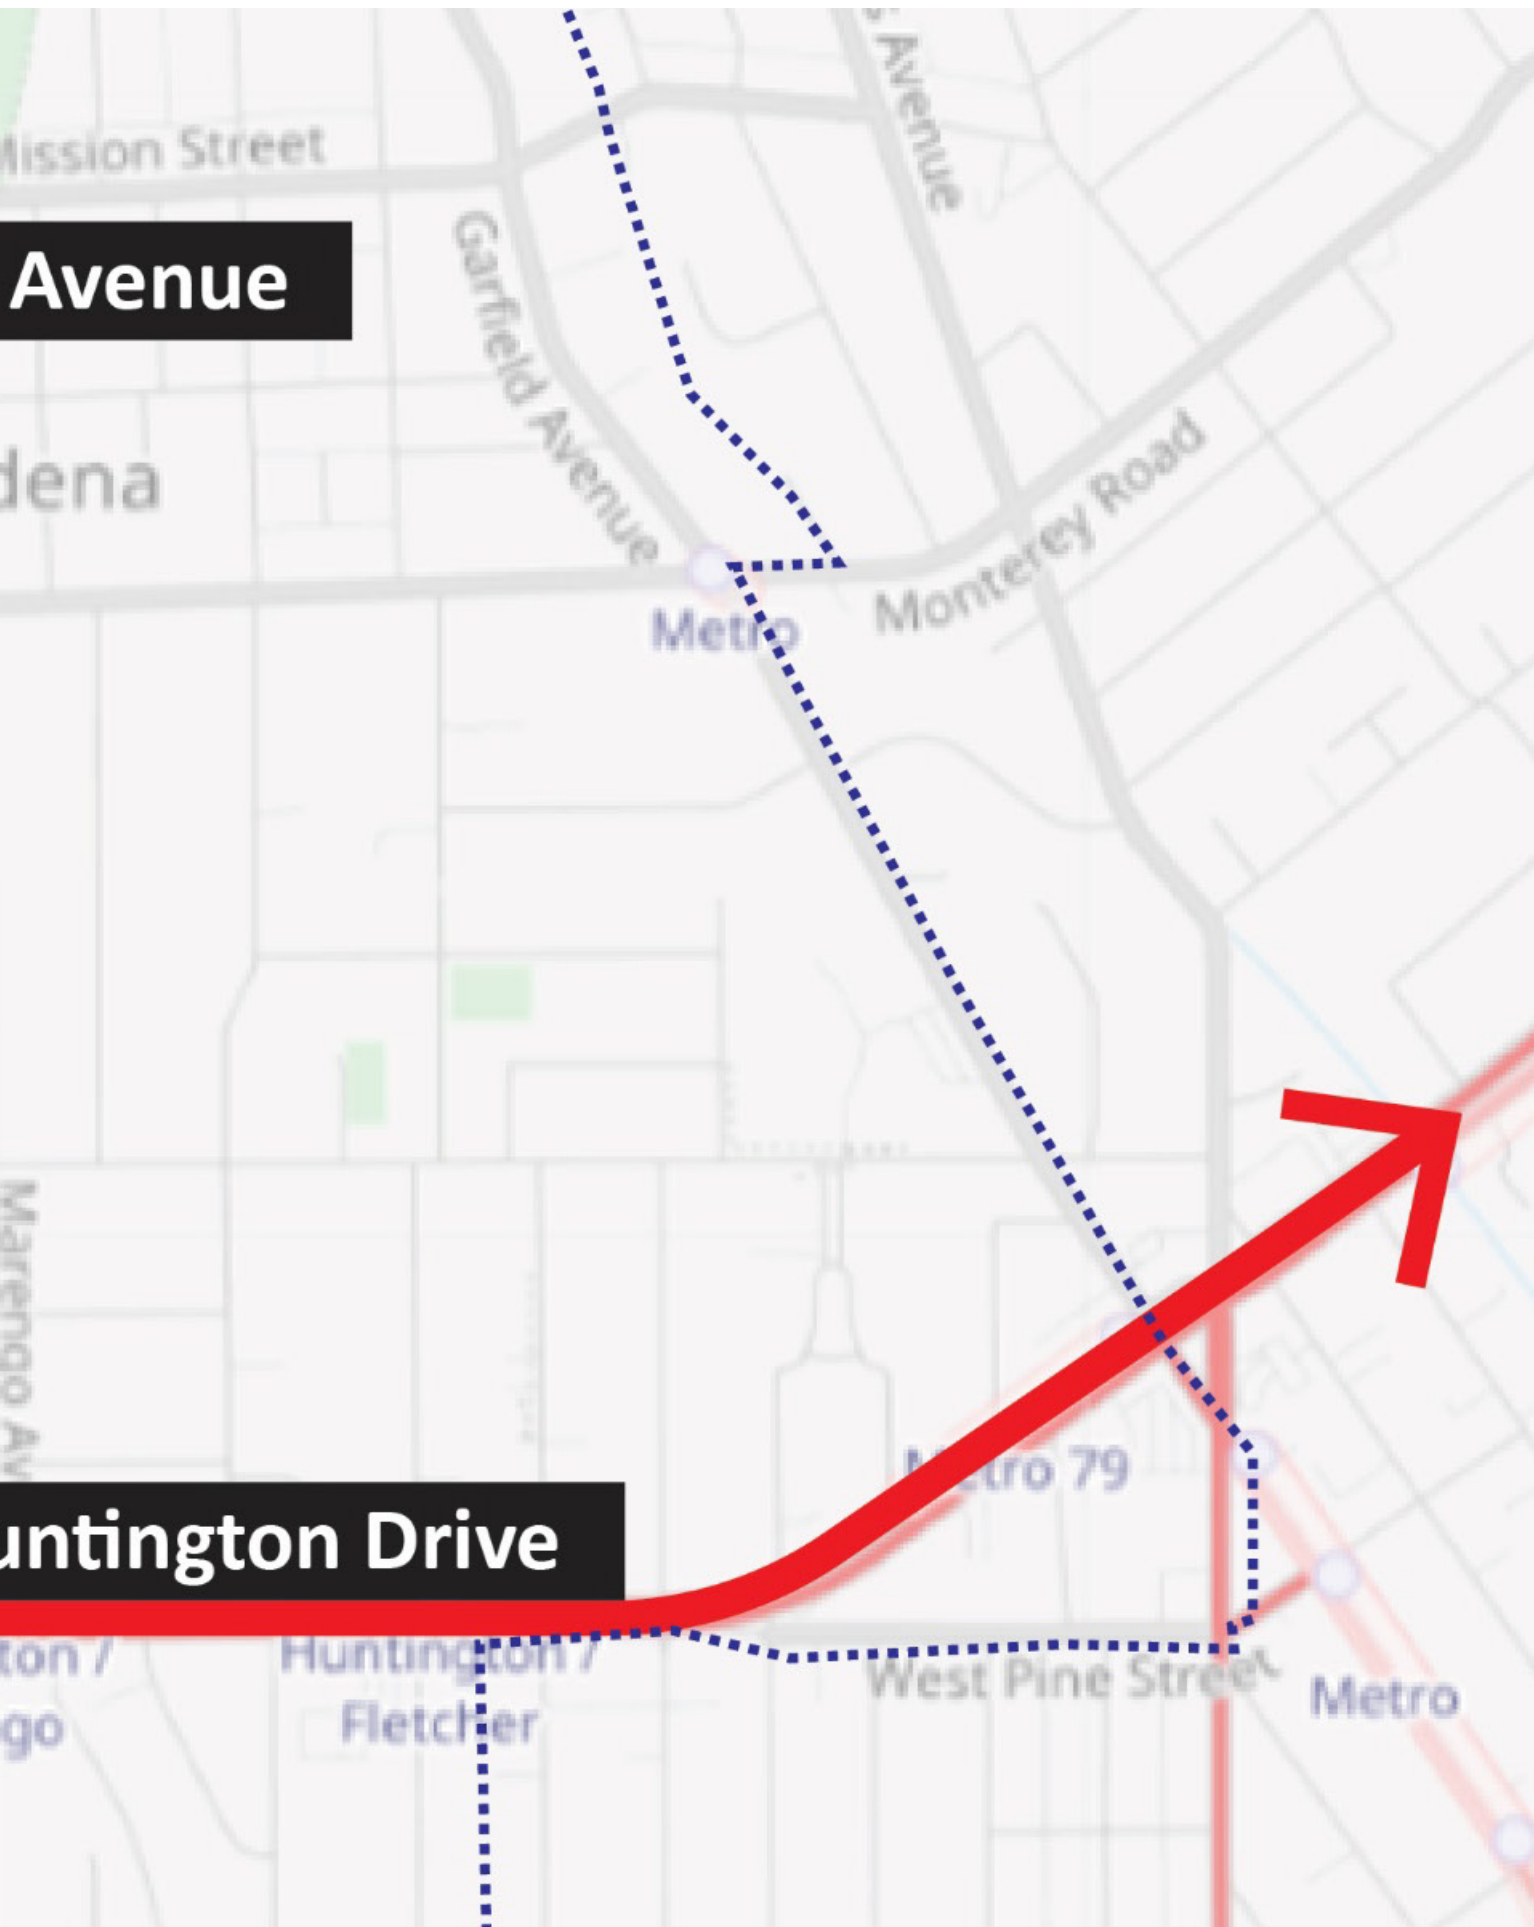 s Avenue
Mission Street
Avenue
Garfield Avenue
dena
Monterey Road
Metro
Marengo Av
Metro 79
untington Drive
ton /
Huntington /
West Pine Street
go
Fletcher
Metro